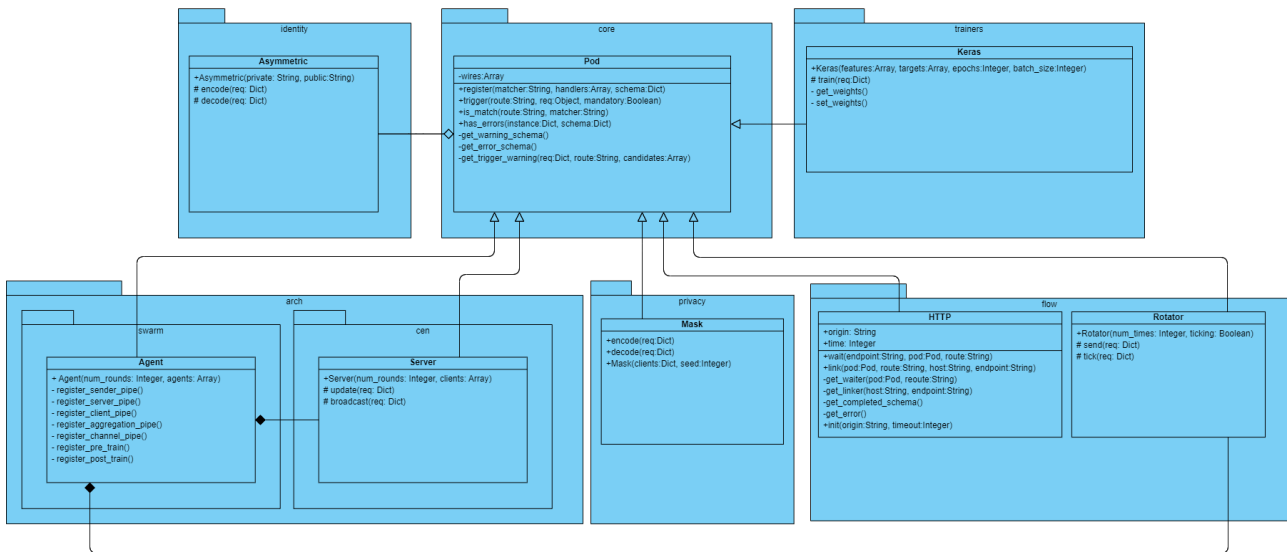 identity
Asymmetric
+Asymmetric(private: String, public:String)
# encode(req: Dict)
# decode(req: Dict)
core
Pod
-wires:Array
+register(matcher:String, handlers:Array, schema:Dict)
+trigger(route:String, req:Object, mandatory:Boolean)
+is_match(route:String, matcher:String)
+has_errors(instance:Dict, schema:Dict)
-get_warning_schema()
-get_error_schema()
-get_trigger_warning(req:Dict, route:String, candidates:Array)
trainers
Keras
+Keras(features:Array, targets:Array, epochs:Integer, batch_size:Integer)
# train(req:Dict)
- get_weights()
- set_weights()
arch
swarm
Agent
+ Agent(num_rounds: Integer, agents: Array)
- register_sender_pipe()
- register_server_pipe()
- register_client_pipe()
- register_aggregation_pipe()
- register_channel_pipe()
- register_pre_train()
- register_post_train()
cen
Server
+Server(num_rounds: Integer, clients: Array)
# update(req: Dict)
# broadcast(req: Dict)
privacy
Mask
+encode(req:Dict)
+decode(req:Dict)
+Mask(clients:Dict, seed:Integer)
flow
HTTP
+origin: String
+time: Integer
+wait(endpoint:String, pod:Pod, route:String)
+link(pod:Pod, route:String, host:String, endpoint:String)
-get_waiter(pod:Pod, reoute:String)
-get_linker(host:String, endpoint:String)
-get_completed_schema()
-get_error()
+init(origin:String, timeout:Integer)
Rotator
+Rotator(num_times: Integer, ticking: Boolean)
# send(req: Dict)
# tick(req: Dict)